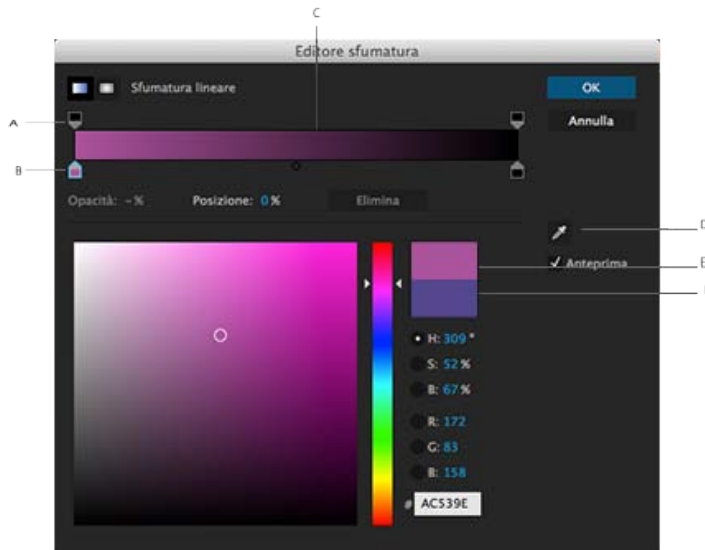 C
Editore sfumatura
Sfumatura lineare
OK
A
Annulla
B
Opacità: -%
Posizione: 0%
Elimina
D
Anteprima
E
H: 309 °
S: 52 %
B: 67 %
R: 172
G: 83
B: 158
# AC539E